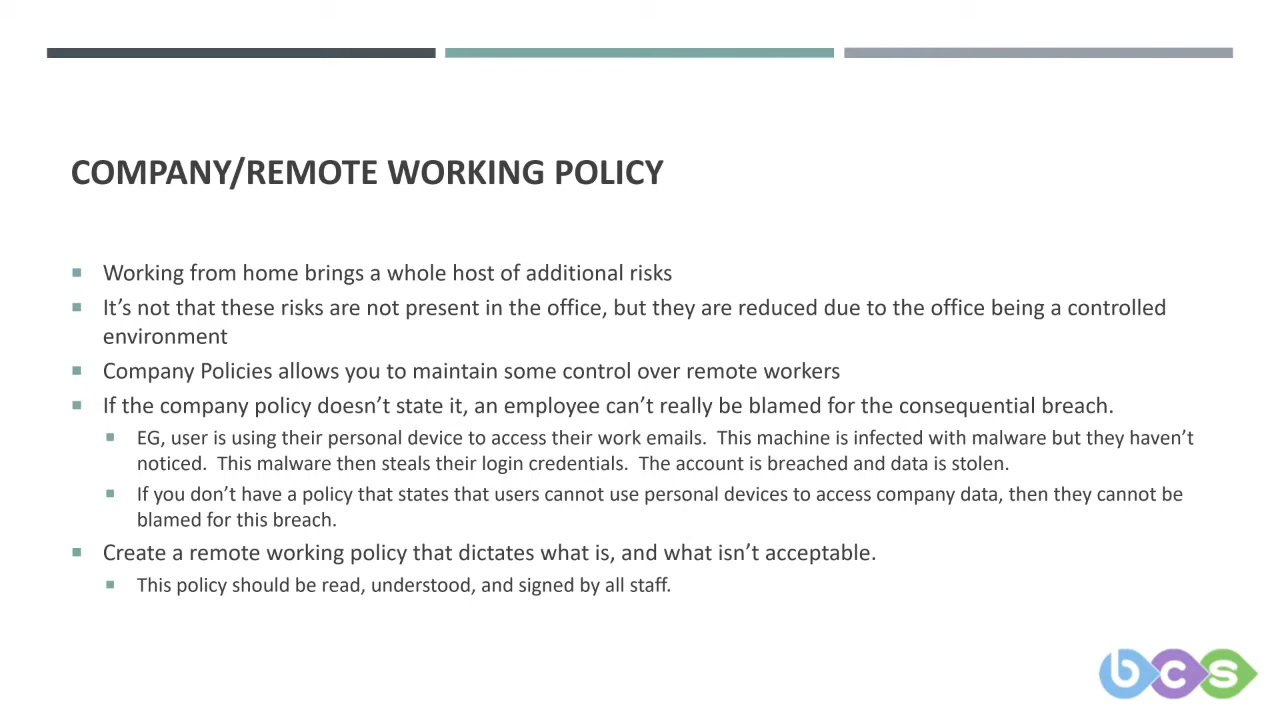 COMPANY/REMOTE WORKING POLICY
Working from home brings a whole host of additional risks
It’s not that these risks are not present in the office, but they are reduced due to the office being a controlled
environment
Company Policies allows you to maintain some control over remote workers
If the company policy doesn’t state it, an employee can’t really be blamed for the consequential breach.
EG, user is using their personal device to access their work emails.  This machine is infected with malware but they haven’t
noticed.  This malware then steals their login credentials.  The account is breached and data is stolen.
If you don’t have a policy that states that users cannot use personal devices to access company data, then they cannot be
blamed for this breach.
Create a remote working policy that dictates what is, and what isn’t acceptable.
This policy should be read, understood, and signed by all staff.
bcs